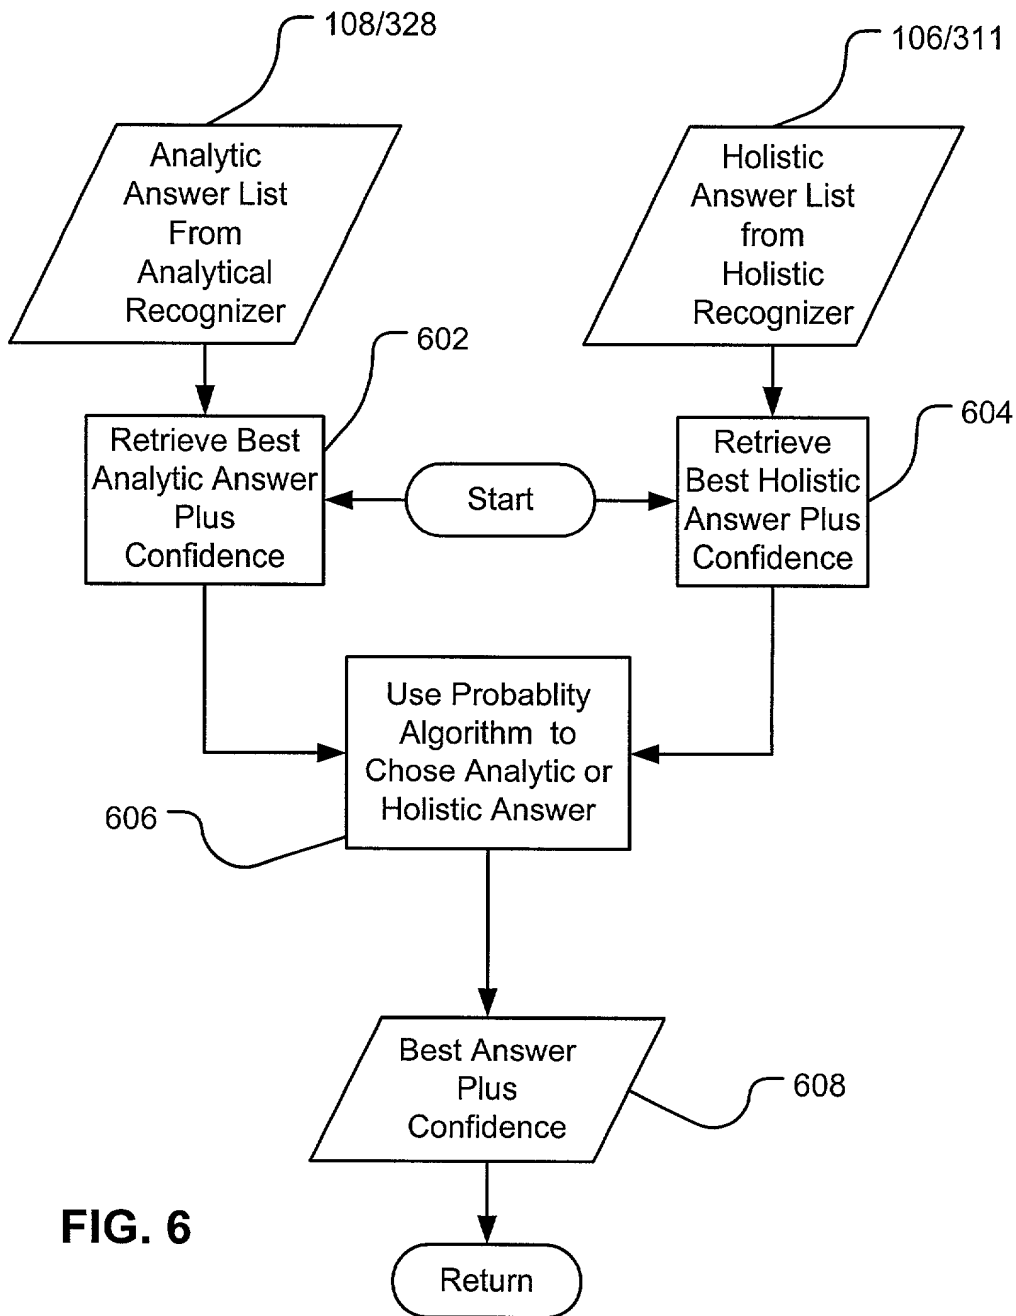 108/328
106/311
Analytic
Answer List
From
Analytical
Recognizer
Holistic
Answer List
from
Holistic
Recognizer
602
604
Retrieve Best
Analytic Answer
Plus
Confidence
Start
Retrieve
Best Holistic
Answer Plus
Confidence
Use Probablity
Algorithm to
Chose Analytic or
Holistic Answer
606
Best Answer
Plus
Confidence
608
FIG. 6
Return